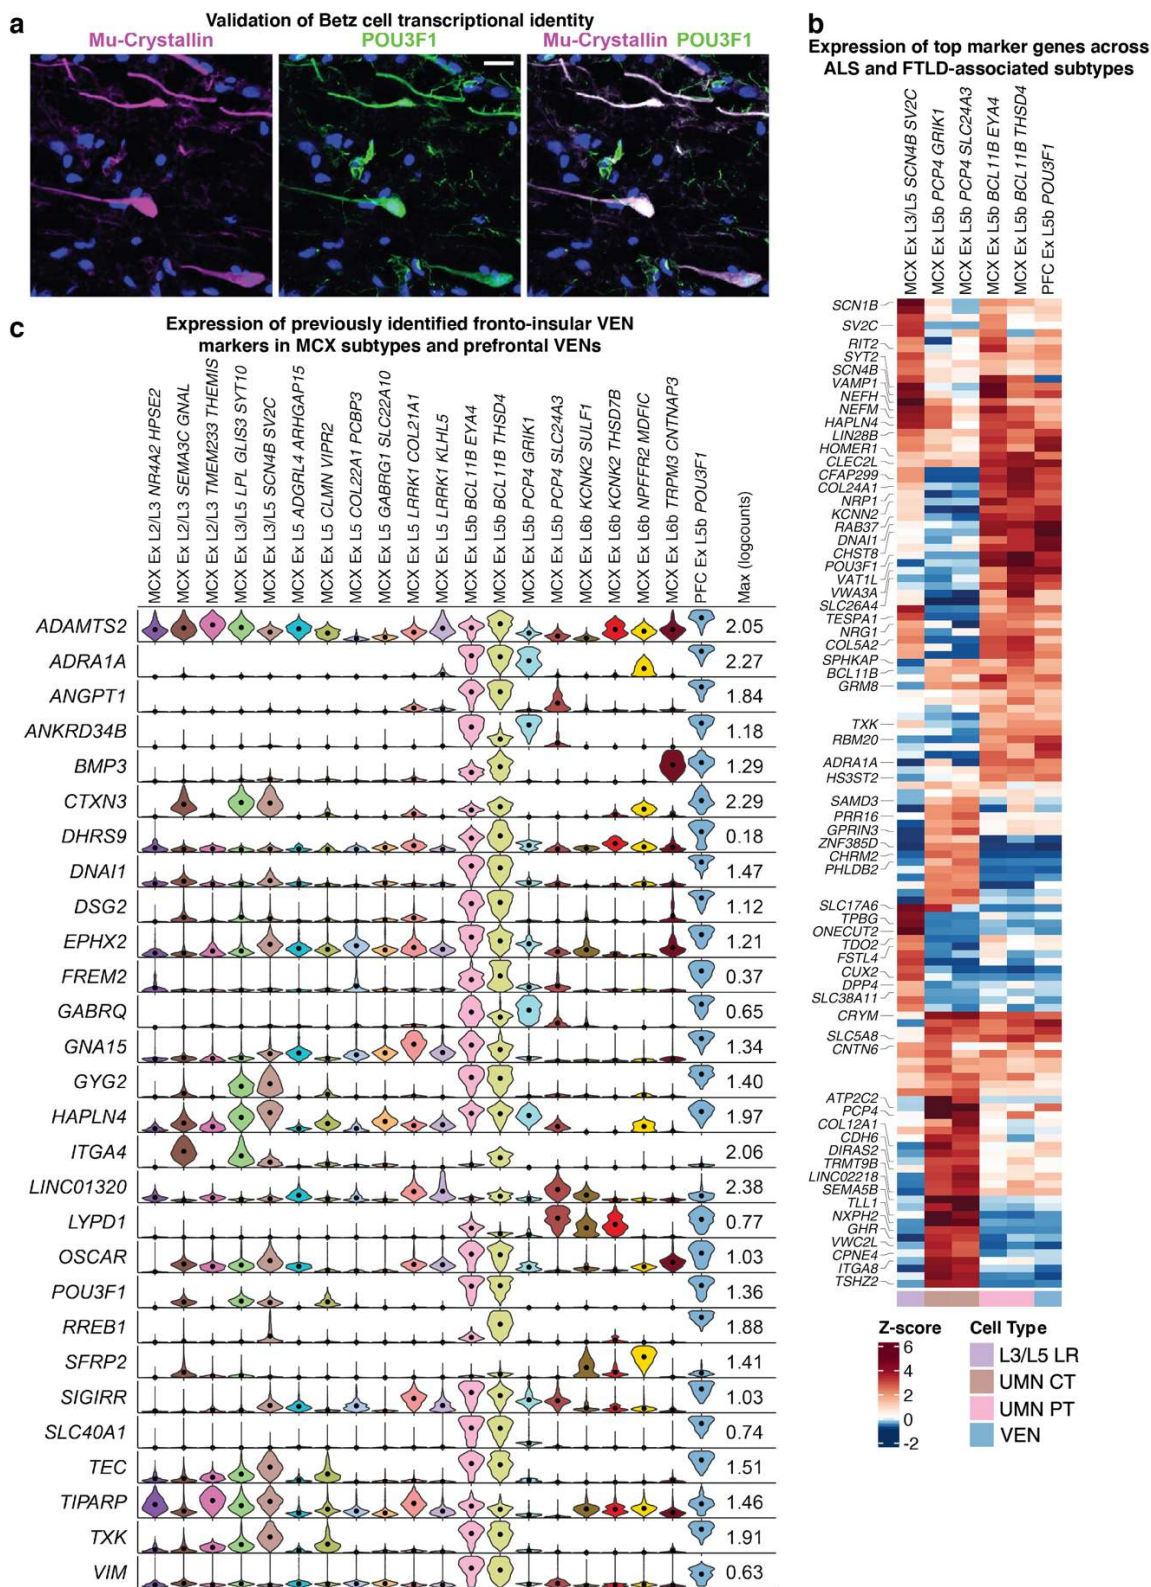 a
Validation of Betz cell transcriptional identity
Mu-Crystallin
POU3F1
Mu-Crystallin POU3F1
b
Expression of top marker genes across
ALS and FTLD-associated subtypes
MCX Ex L3/L5 SCN4B SV2C
MCX Ex L5b PCP4 GRIK1
MCX Ex L5b PCP4 SLC24A3
MCX Ex L5b BCL11B EYA4
MCX Ex L5b BCL11B THSD4
PFC Ex L5b POU3F1
SCN1B
SV2C
RIT2
SYT2
SCN4B
VAMP1
NEFH
NEFM
HAPLN4
LIN28B
HOMER1
CLEC2L
CFAP299
COL24A1
NRP1
KCNN2
RAB37
DNAI1
CHST8
POU3F1
VAT1L
VWA3A
SLC26A4
TESPA1
NRG1
COL5A2
SPHKAP
BCL11B
GRM8
TXK
RBM20
ADRA1A
HS3ST2
SAMD3
PRR16
GPRIN3
ZNF385D
CHRM2
PHLDB2
SLC17A6
TPBG
ONECUT2
TDO2
FSTL4
CUX2
DPP4
SLC38A11
CRYM
SLC5A8
CNTN6
ATP2C2
PCP4
COL12A1
CDH6
DIRAS2
TRMT9B
LINC02218
SEMA5B
TLL1
NXPH2
GHR
VWC2L
CPNE4
ITGA8
TSHZ2
Z-score
6
4
2
0
-2
Cell Type
L3/L5 LR
UMN CT
UMN PT
VEN
c
Expression of previously identified fronto-insular VEN
markers in MCX subtypes and prefrontal VENs
MCX Ex L2/L3 NR4A2 HPSE2
MCX Ex L2/L3 SEMA3C GNAL
MCX Ex L2/L3 TMEM233 THEMIS
MCX Ex L3/L5 LPL GLIS3 SYT10
MCX Ex L3/L5 SCN4B SV2C
MCX Ex L5 ADGRL4 ARHGAP15
MCX Ex L5 CLMN VIPR2
MCX Ex L5 COL22A1 PCBP3
MCX Ex L5 GABRG1 SLC22A10
MCX Ex L5 LRRK1 COL21A1
MCX Ex L5 LRRK1 KLHL5
MCX Ex L5b BCL11B EYA4
MCX Ex L5b BCL11B THSD4
MCX Ex L5b PCP4 GRIK1
MCX Ex L5b PCP4 SLC24A3
MCX Ex L6b KCNK2 SULF1
MCX Ex L6b KCNK2 THSD7B
MCX Ex L6b NPFFR2 MDFIC
MCX Ex L6b TRPM3 CNTNAP3
PFC Ex L5b POU3F1
Max (logcounts)
ADAMTS2 2.05
ADRA1A 2.27
ANGPT1 1.84
ANKRD34B 1.18
BMP3 1.29
CTXN3 2.29
DHRS9 0.18
DNAI1 1.47
DSG2 1.12
EPHX2 1.21
FREM2 0.37
GABRQ 0.65
GNA15 1.34
GYG2 1.40
HAPLN4 1.97
ITGA4 2.06
LINC01320 2.38
LYPD1 0.77
OSCAR 1.03
POU3F1 1.36
RREB1 1.88
SFRP2 1.41
SIGIRR 1.03
SLC40A1 0.74
TEC 1.51
TIPARP 1.46
TXK 1.91
VIM 0.63